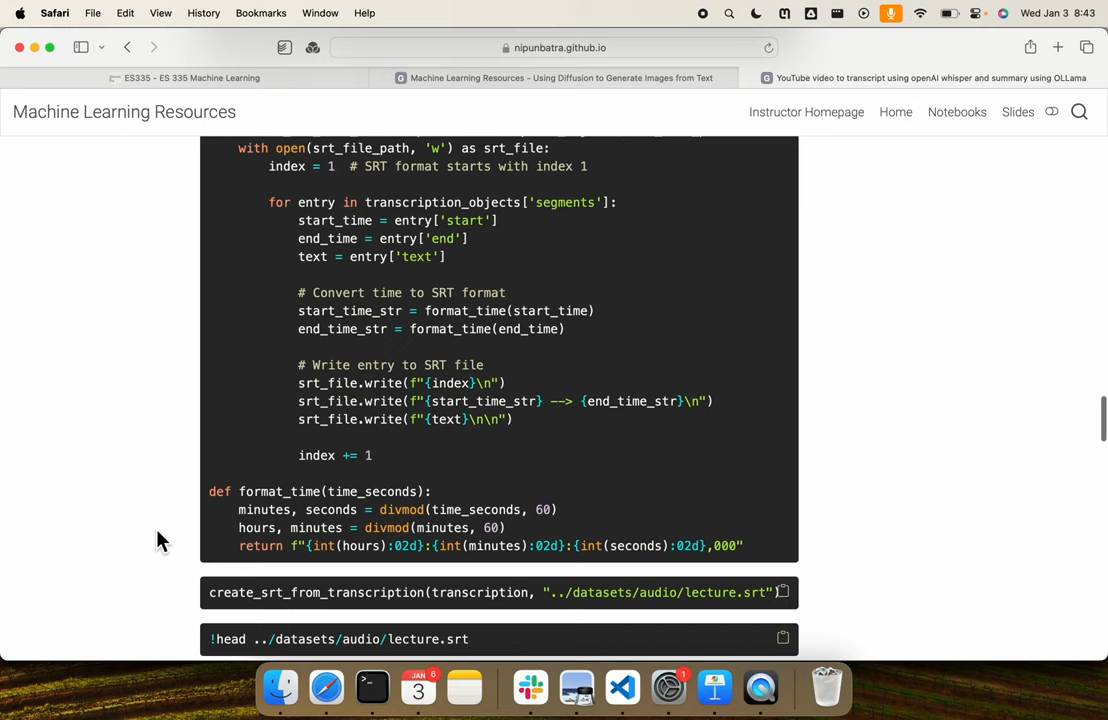 Safari File Edit View History Bookmarks Window Help Wed Jan 3 8:43
nipunbatra.github.io
ES335 - ES 335 Machine Learning
Machine Learning Resources - Using Diffusion to Generate Images from Text
YouTube video to transcript using openAI whisper and summary using OLLama
Machine Learning Resources
Instructor Homepage Home Notebooks Slides
with open(srt_file_path, 'w') as srt_file:
index = 1 # SRT format starts with index 1
for entry in transcription_objects['segments']:
start_time = entry['start']
end_time = entry['end']
text = entry['text']
# Convert time to SRT format
start_time_str = format_time(start_time)
end_time_str = format_time(end_time)
# Write entry to SRT file
srt_file.write(f"{index}\n")
srt_file.write(f"{start_time_str} --> {end_time_str}\n")
srt_file.write(f"{text}\n\n")
index += 1
def format_time(time_seconds):
minutes, seconds = divmod(time_seconds, 60)
hours, minutes = divmod(minutes, 60)
return f"{int(hours):02d}:{int(minutes):02d}:{int(seconds):02d},000"
create_srt_from_transcription(transcription, "../datasets/audio/lecture.srt")
!head ../datasets/audio/lecture.srt
JAN
3
6
1